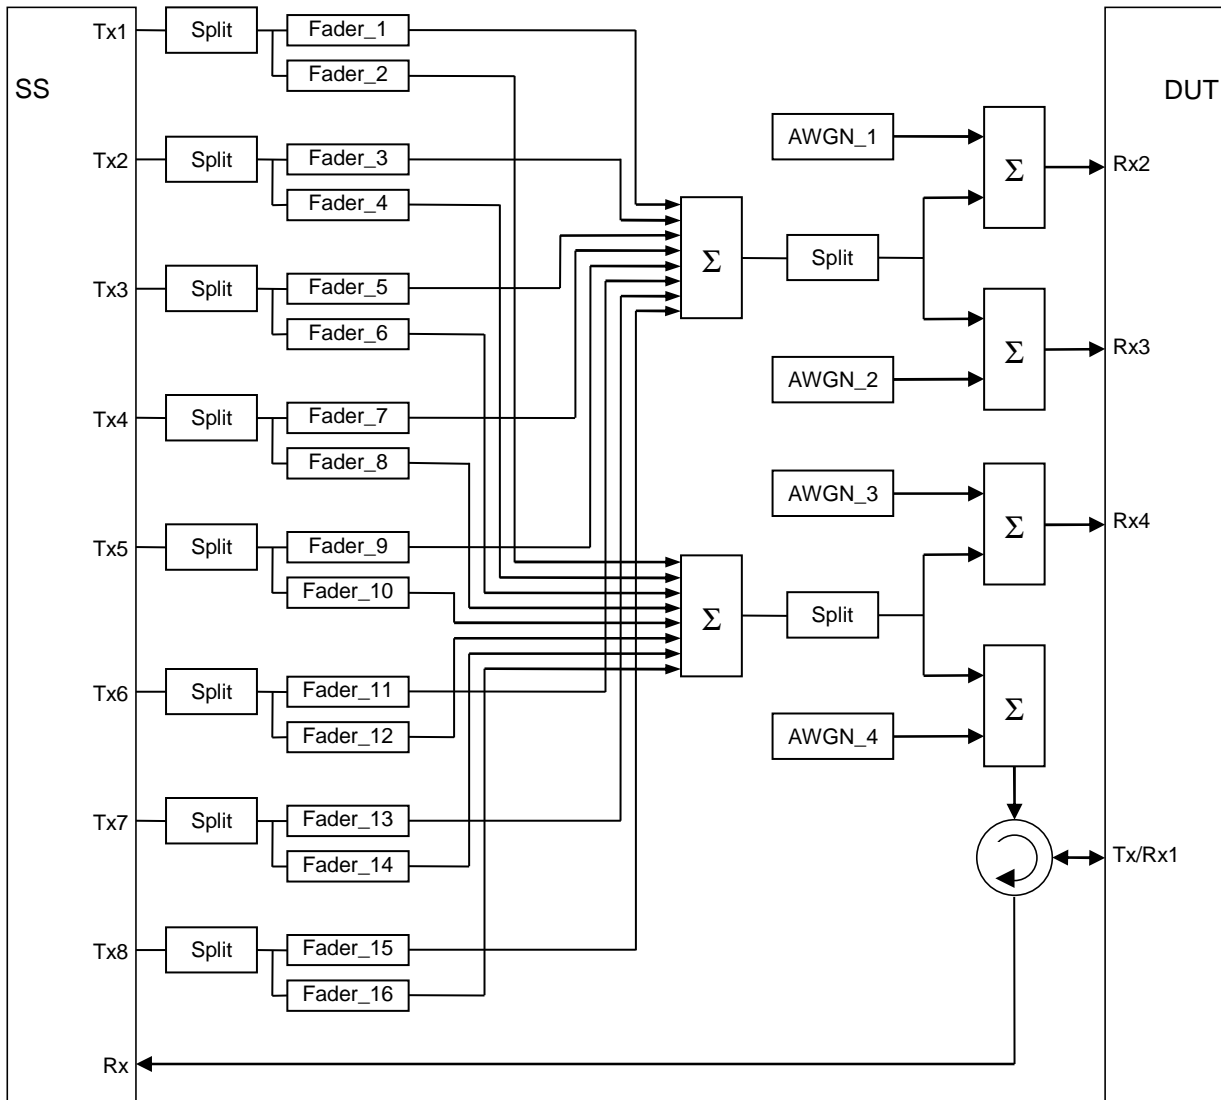 SS
DUT
Tx1
Split
Fader_1
Fader_2
Tx2
Split
Fader_3
Fader_4
Tx3
Split
Fader_5
Fader_6
Tx4
Split
Fader_7
Fader_8
Tx5
Split
Fader_9
Fader_10
Tx6
Split
Fader_11
Fader_12
Tx7
Split
Fader_13
Fader_14
Tx8
Split
Fader_15
Fader_16
Rx
Σ
Split
Σ
Split
AWGN_1
Σ
Rx2
AWGN_2
Σ
Rx3
AWGN_3
Σ
Rx4
AWGN_4
Σ
Tx/Rx1